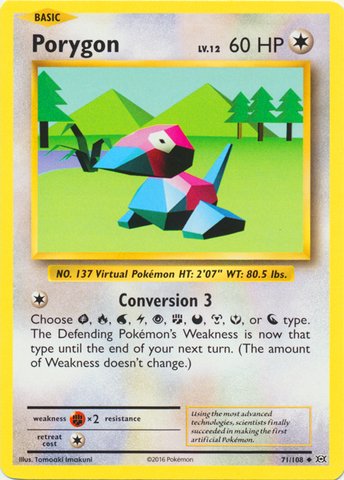 BASIC
Porygon LV.12 60 HP
NO. 137 Virtual Pokémon HT: 2'07" WT: 80.5 lbs.
Conversion 3
Choose , , , , , , , , , or type.
The Defending Pokémon's Weakness is now that
type until the end of your next turn. (The amount
of Weakness doesn't change.)
weakness ×2 resistance
retreat
cost
Using the most advanced
technologies, scientists finally
succeeded in making the first
artificial Pokémon.
Illus. Tomoaki Imakuni
©2016 Pokémon
71/108